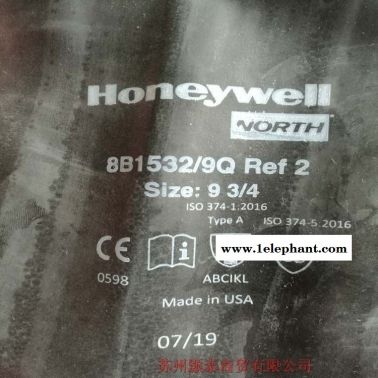 Honeywell
NORTH
8B1532/9Q Ref 2
Size: 9 3/4
ISO 374-1:2016
Type A
ISO 374-5:2016
www.1elephant.com
CE
0598
i
ABCIKL
Made in USA
07/19